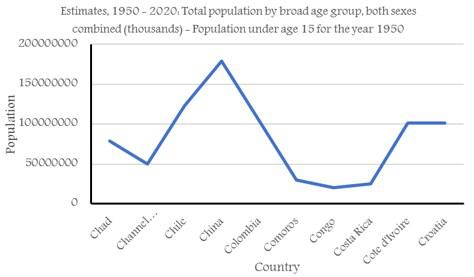 Estimates, 1950 - 2020: Total population by broad age group, both sexes
combined (thousands) - Population under age 15 for the year 1950
200000000
150000000
100000000
50000000
0
Population
Chad
Channel...
Chile
China
Colombia
Comoros
Congo
Costa Rica
Cote d'Ivoire
Croatia
Country